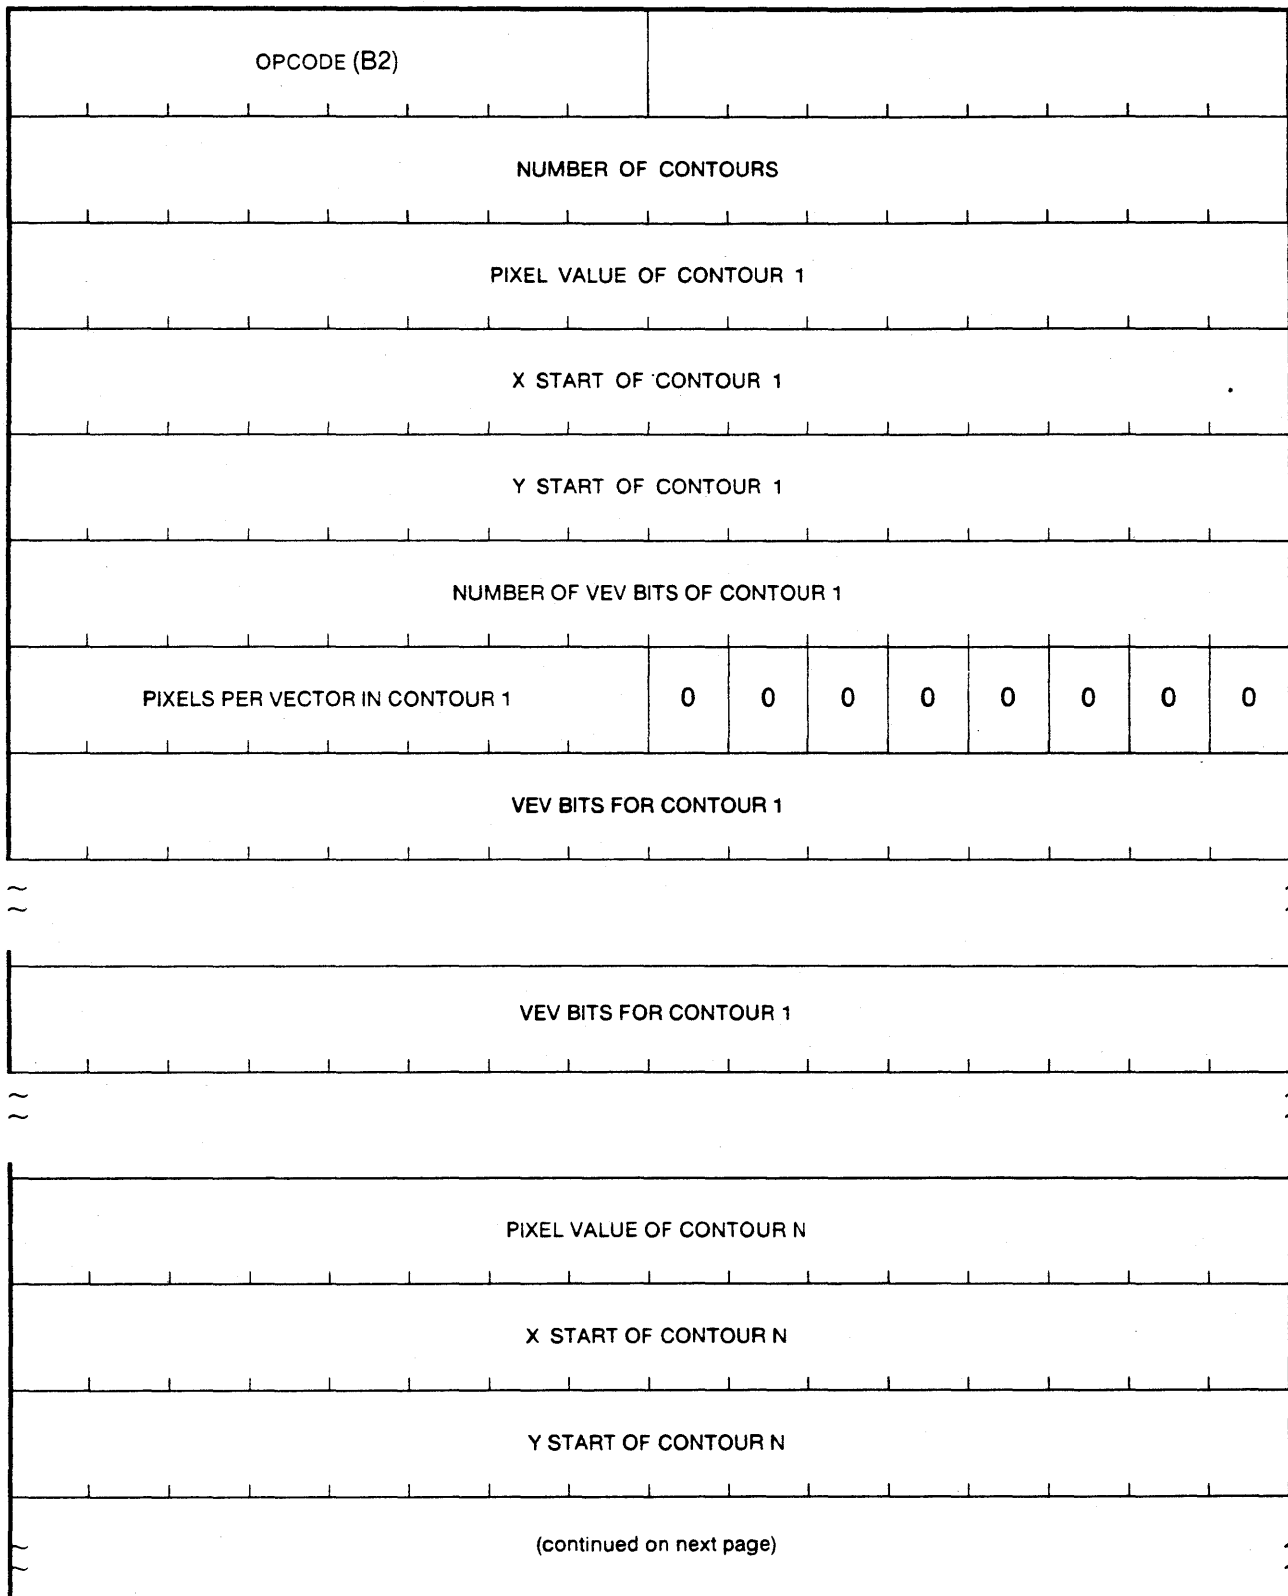 OPCODE (B2)
NUMBER OF CONTOURS
PIXEL VALUE OF CONTOUR 1
X START OF CONTOUR 1
Y START OF CONTOUR 1
NUMBER OF VEV BITS OF CONTOUR 1
PIXELS PER VECTOR IN CONTOUR 1 0 0 0 0 0 0 0 0
VEV BITS FOR CONTOUR 1
VEV BITS FOR CONTOUR 1
PIXEL VALUE OF CONTOUR N
X START OF CONTOUR N
Y START OF CONTOUR N
(continued on next page)